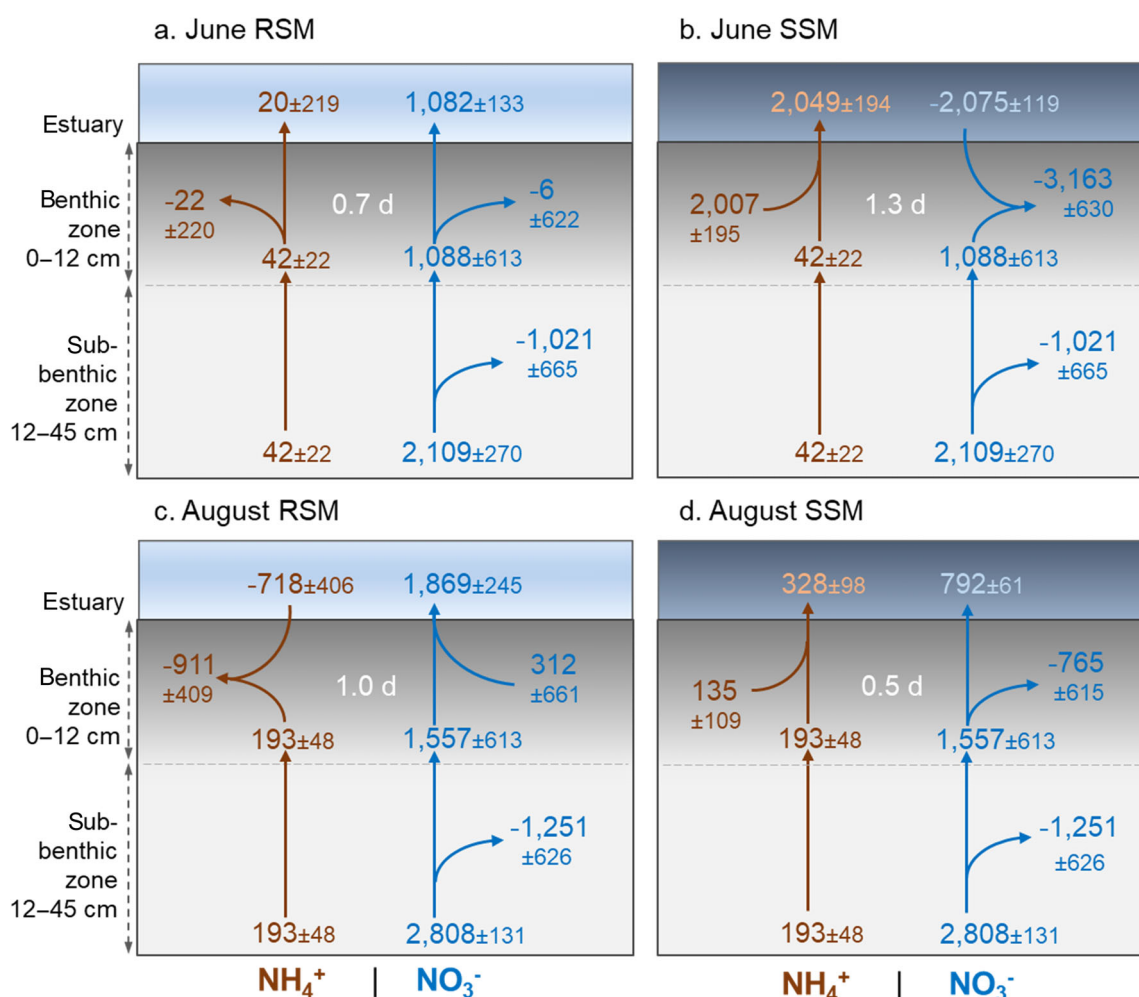 a. June RSM
b. June SSM
Estuary
20±219
1,082±133
2,049±194
-2,075±119
Benthic
zone
0–12 cm
-22
±220
0.7 d
-6
±622
42±22
1,088±613
2,007
±195
1.3 d
-3,163
±630
42±22
1,088±613
Sub-
benthic
zone
12–45 cm
-1,021
±665
42±22
2,109±270
-1,021
±665
42±22
2,109±270
c. August RSM
d. August SSM
Estuary
-718±406
1,869±245
328±98
792±61
Benthic
zone
0–12 cm
-911
±409
1.0 d
312
±661
193±48
1,557±613
135
±109
0.5 d
-765
±615
193±48
1,557±613
Sub-
benthic
zone
12–45 cm
-1,251
±626
193±48
2,808±131
-1,251
±626
193±48
2,808±131
NH₄⁺ | NO₃⁻
NH₄⁺ | NO₃⁻